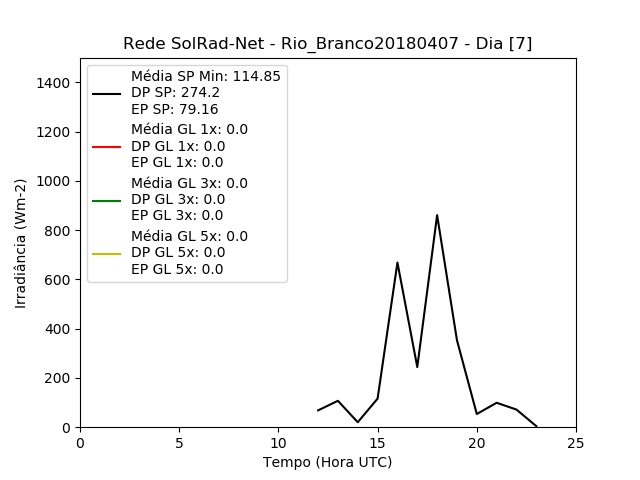 Rede SolRad-Net - Rio_Branco20180407 - Dia [7]
Média SP Min: 114.85
DP SP: 274.2
EP SP: 79.16
Média GL 1x: 0.0
DP GL 1x: 0.0
EP GL 1x: 0.0
Média GL 3x: 0.0
DP GL 3x: 0.0
EP GL 3x: 0.0
Média GL 5x: 0.0
DP GL 5x: 0.0
EP GL 5x: 0.0
Irradiância (Wm-2)
1400
1200
1000
800
600
400
200
0
0 5 10 15 20 25
Tempo (Hora UTC)